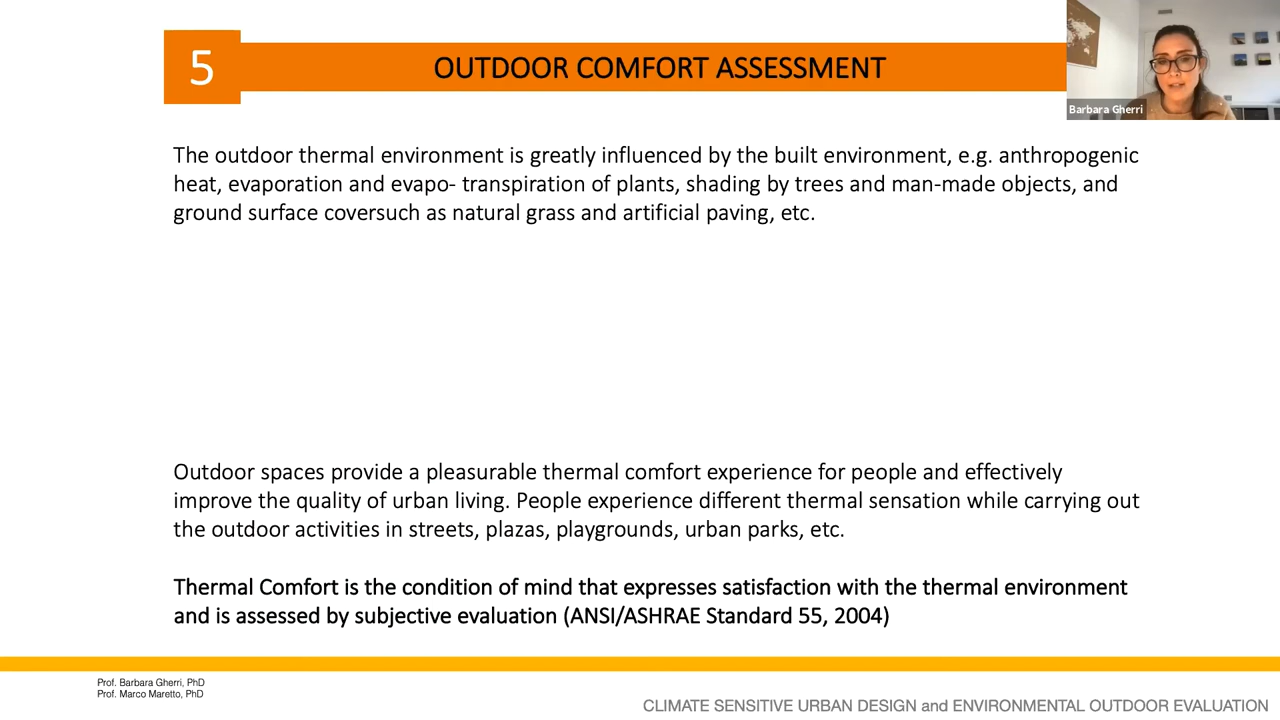 5
OUTDOOR COMFORT ASSESSMENT
Barbara Gherri
The outdoor thermal environment is greatly influenced by the built environment, e.g. anthropogenic
heat, evaporation and evapo- transpiration of plants, shading by trees and man-made objects, and
ground surface coversuch as natural grass and artificial paving, etc.
Outdoor spaces provide a pleasurable thermal comfort experience for people and effectively
improve the quality of urban living. People experience different thermal sensation while carrying out
the outdoor activities in streets, plazas, playgrounds, urban parks, etc.
Thermal Comfort is the condition of mind that expresses satisfaction with the thermal environment
and is assessed by subjective evaluation (ANSI/ASHRAE Standard 55, 2004)
Prof. Barbara Gherri, PhD
Prof. Marco Maretto, PhD
CLIMATE SENSITIVE URBAN DESIGN and ENVIRONMENTAL OUTDOOR EVALUATION